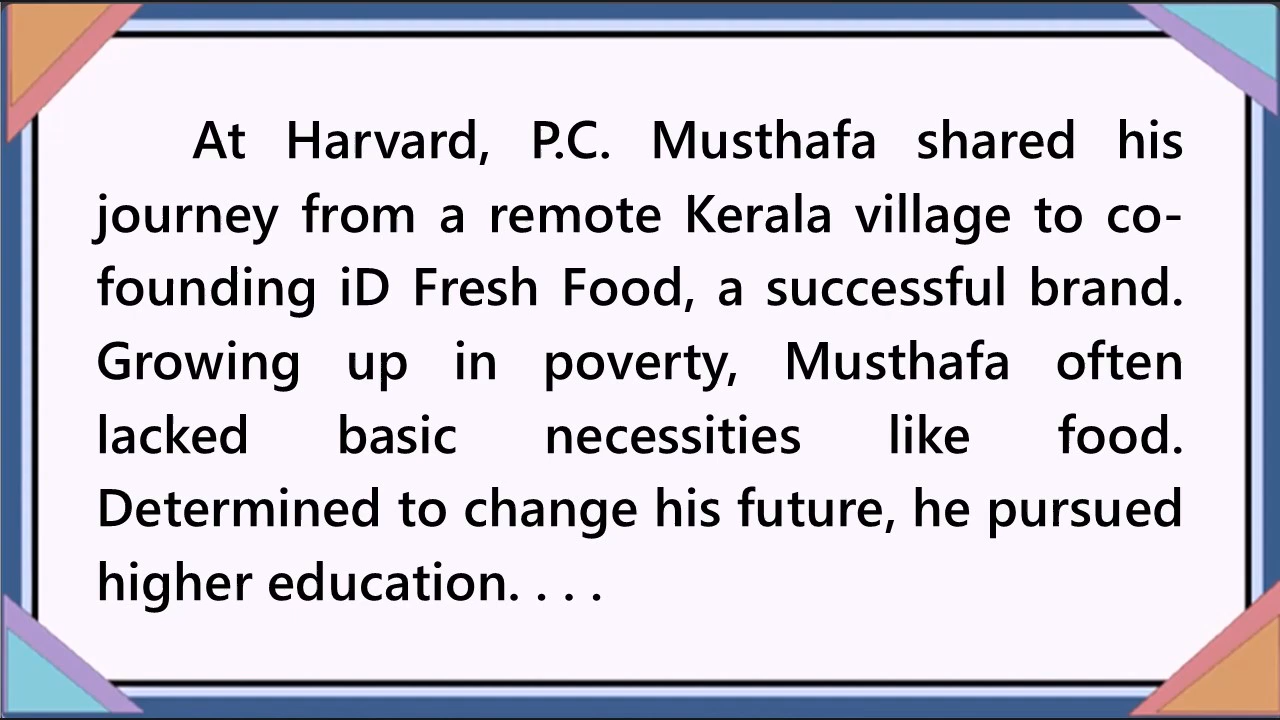 At Harvard, P.C. Musthafa shared his
journey from a remote Kerala village to co-
founding iD Fresh Food, a successful brand.
Growing up in poverty, Musthafa often
lacked basic necessities like food.
Determined to change his future, he pursued
higher education. . . .